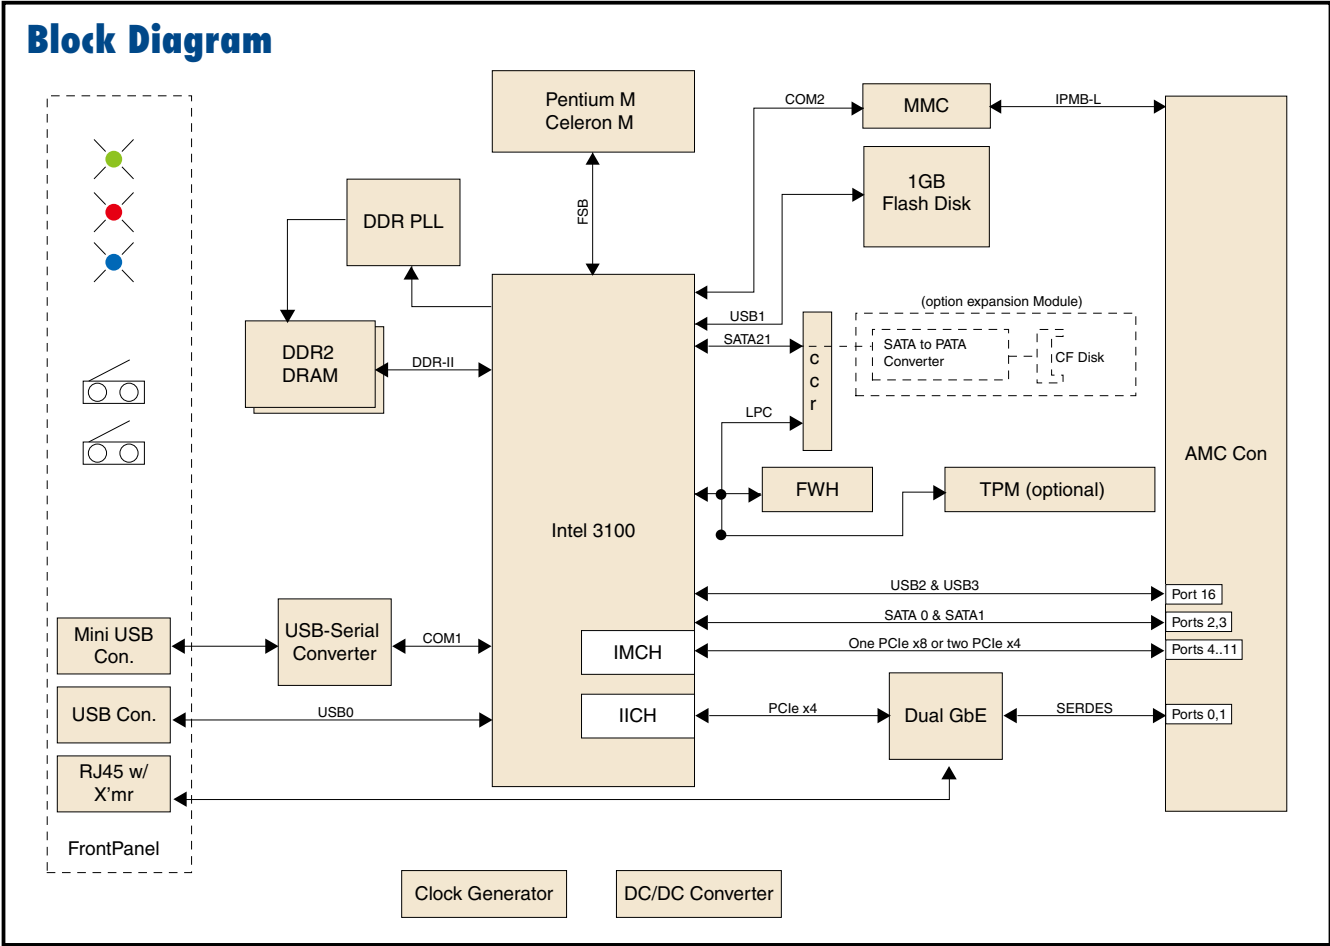 Block Diagram
Pentium M
Celeron M
COM2
MMC
IPMB-L
1GB
Flash Disk
DDR PLL
FSB
(option expansion Module)
USB1
SATA21
SATA to PATA
Converter
CF Disk
c
c
r
DDR2
DRAM
DDR-II
LPC
AMC Con
FWH
TPM (optional)
Intel 3100
USB2 & USB3
Port 16
SATA 0 & SATA1
Ports 2,3
Mini USB
Con.
USB-Serial
Converter
COM1
IMCH
One PCIe x8 or two PCIe x4
Ports 4..11
USB Con.
USB0
IICH
PCIe x4
Dual GbE
SERDES
Ports 0,1
RJ45 w/
X'mr
FrontPanel
Clock Generator
DC/DC Converter